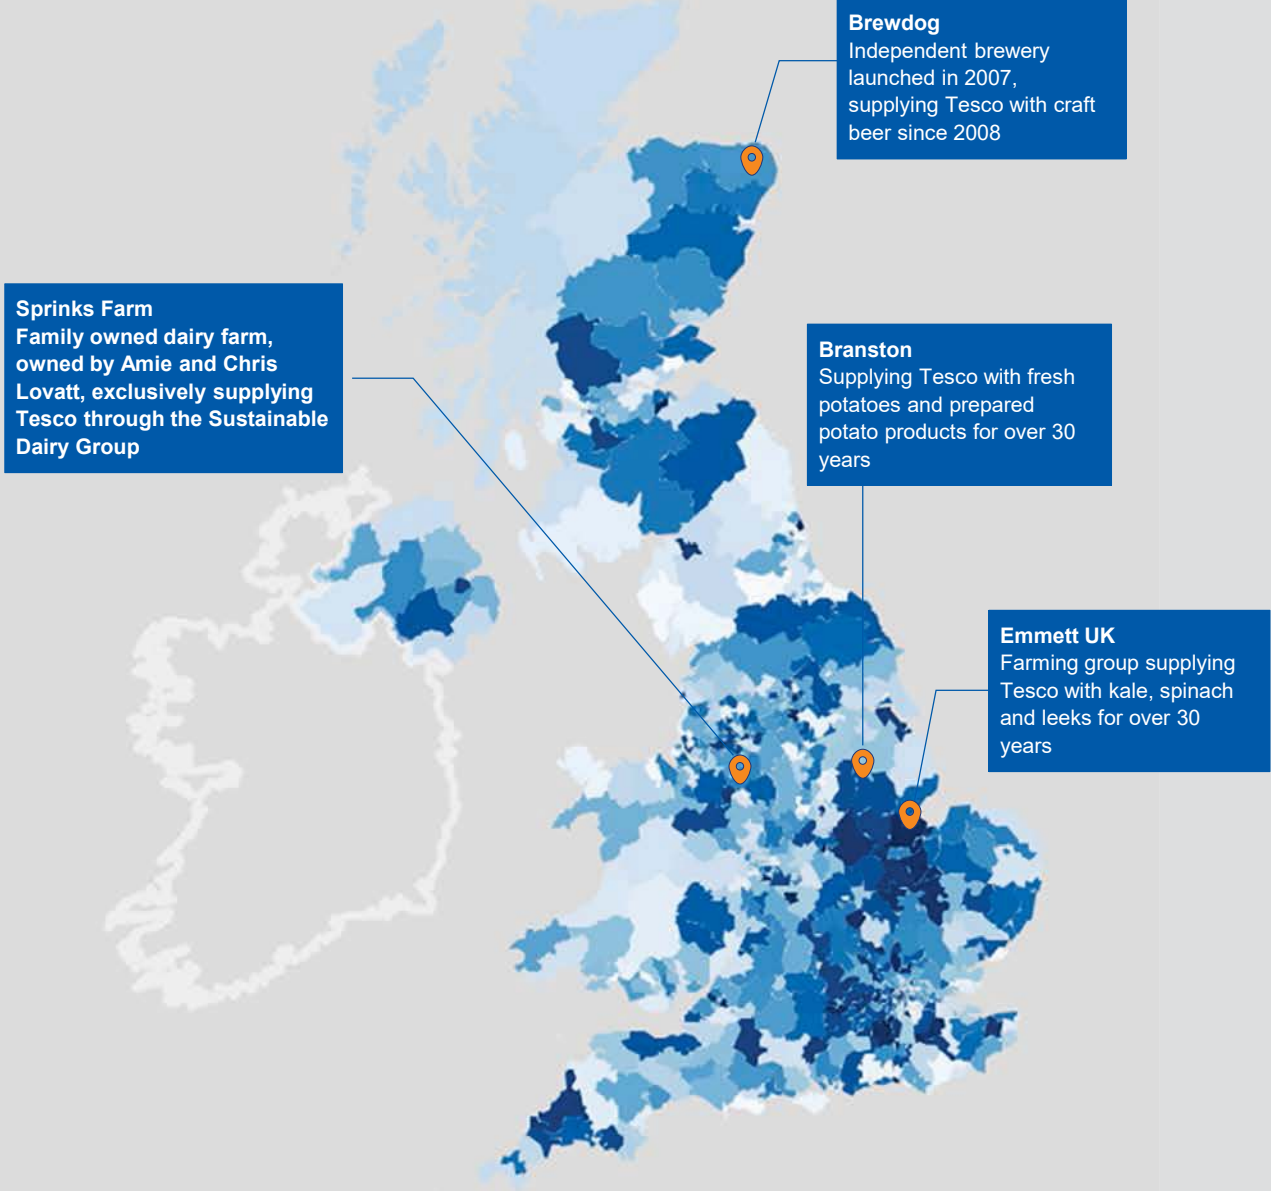 Brewdog
Independent brewery
launched in 2007,
supplying Tesco with craft
beer since 2008
Sprinks Farm
Family owned dairy farm,
owned by Amie and Chris
Lovatt, exclusively supplying
Tesco through the Sustainable
Dairy Group
Branston
Supplying Tesco with fresh
potatoes and prepared
potato products for over 30
years
Emmett UK
Farming group supplying
Tesco with kale, spinach
and leeks for over 30
years